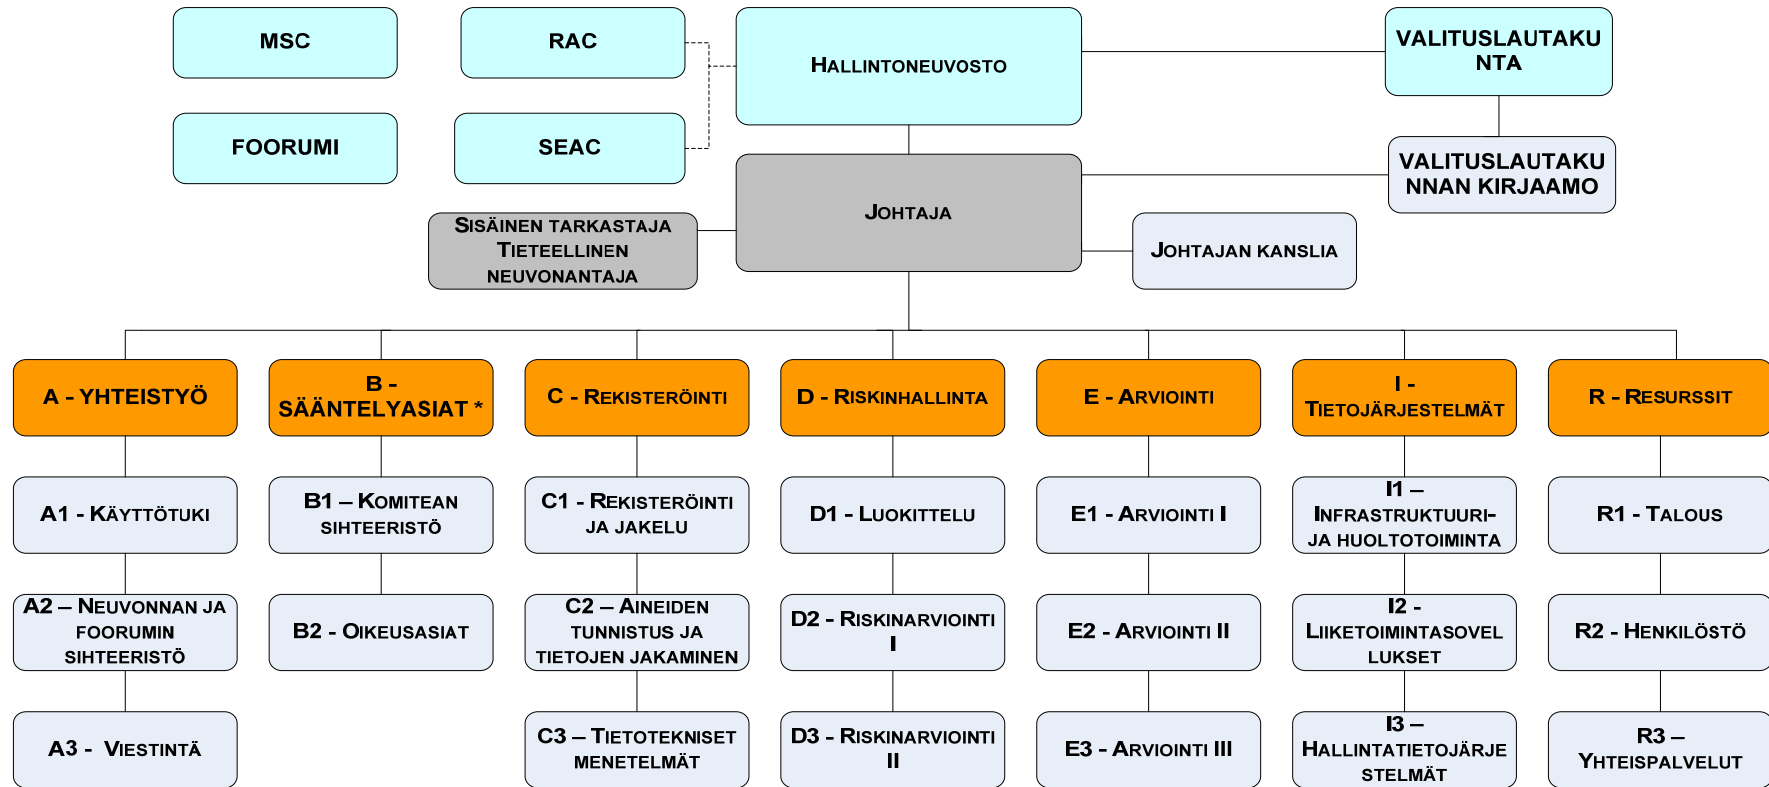 MSC
RAC
HALLINTONEUVOSTO
VALITUSLAUTAKU
NTA
FOORUMI
SEAC
VALITUSLAUTAKU
NNAN KIRJAAMO
JOHTAJA
SISÄINEN TARKASTAJA
TIETEELLINEN
NEUVONANTAJA
JOHTAJAN KANSLIA
A - YHTEISTYÖ
B -
SÄÄNTELYASIAT *
C - REKISTERÖINTI
D - RISKINHALLINTA
E - ARVIOINTI
I -
TIETOJÄRJESTELMÄT
R - RESURSSIT
A1 - KÄYTTÖTUKI
B1 – KOMITEAN
SIHTEERISTÖ
C1 - REKISTERÖINTI
JA JAKELU
D1 - LUOKITTELU
E1 - ARVIOINTI I
I1 –
INFRASTRUKTUURI-
JA HUOLTOTOIMINTA
R1 - TALOUS
A2 – NEUVONNAN JA
FOORUMIN
SIHTEERISTÖ
B2 - OIKEUSASIAT
C2 – AINEIDEN
TUNNISTUS JA
TIETOJEN JAKAMINEN
D2 - RISKINARVIOINTI
I
E2 - ARVIOINTI II
I2 -
LIIKETOIMINTASOVEL
LUKSET
R2 - HENKILÖSTÖ
A3 - VIESTINTÄ
C3 – TIETOTEKNISET
MENETELMÄT
D3 - RISKINARVIOINTI
II
E3 - ARVIOINTI III
I3 –
HALLINTATIETOJÄRJE
STELMÄT
R3 –
YHTEISPALVELUT